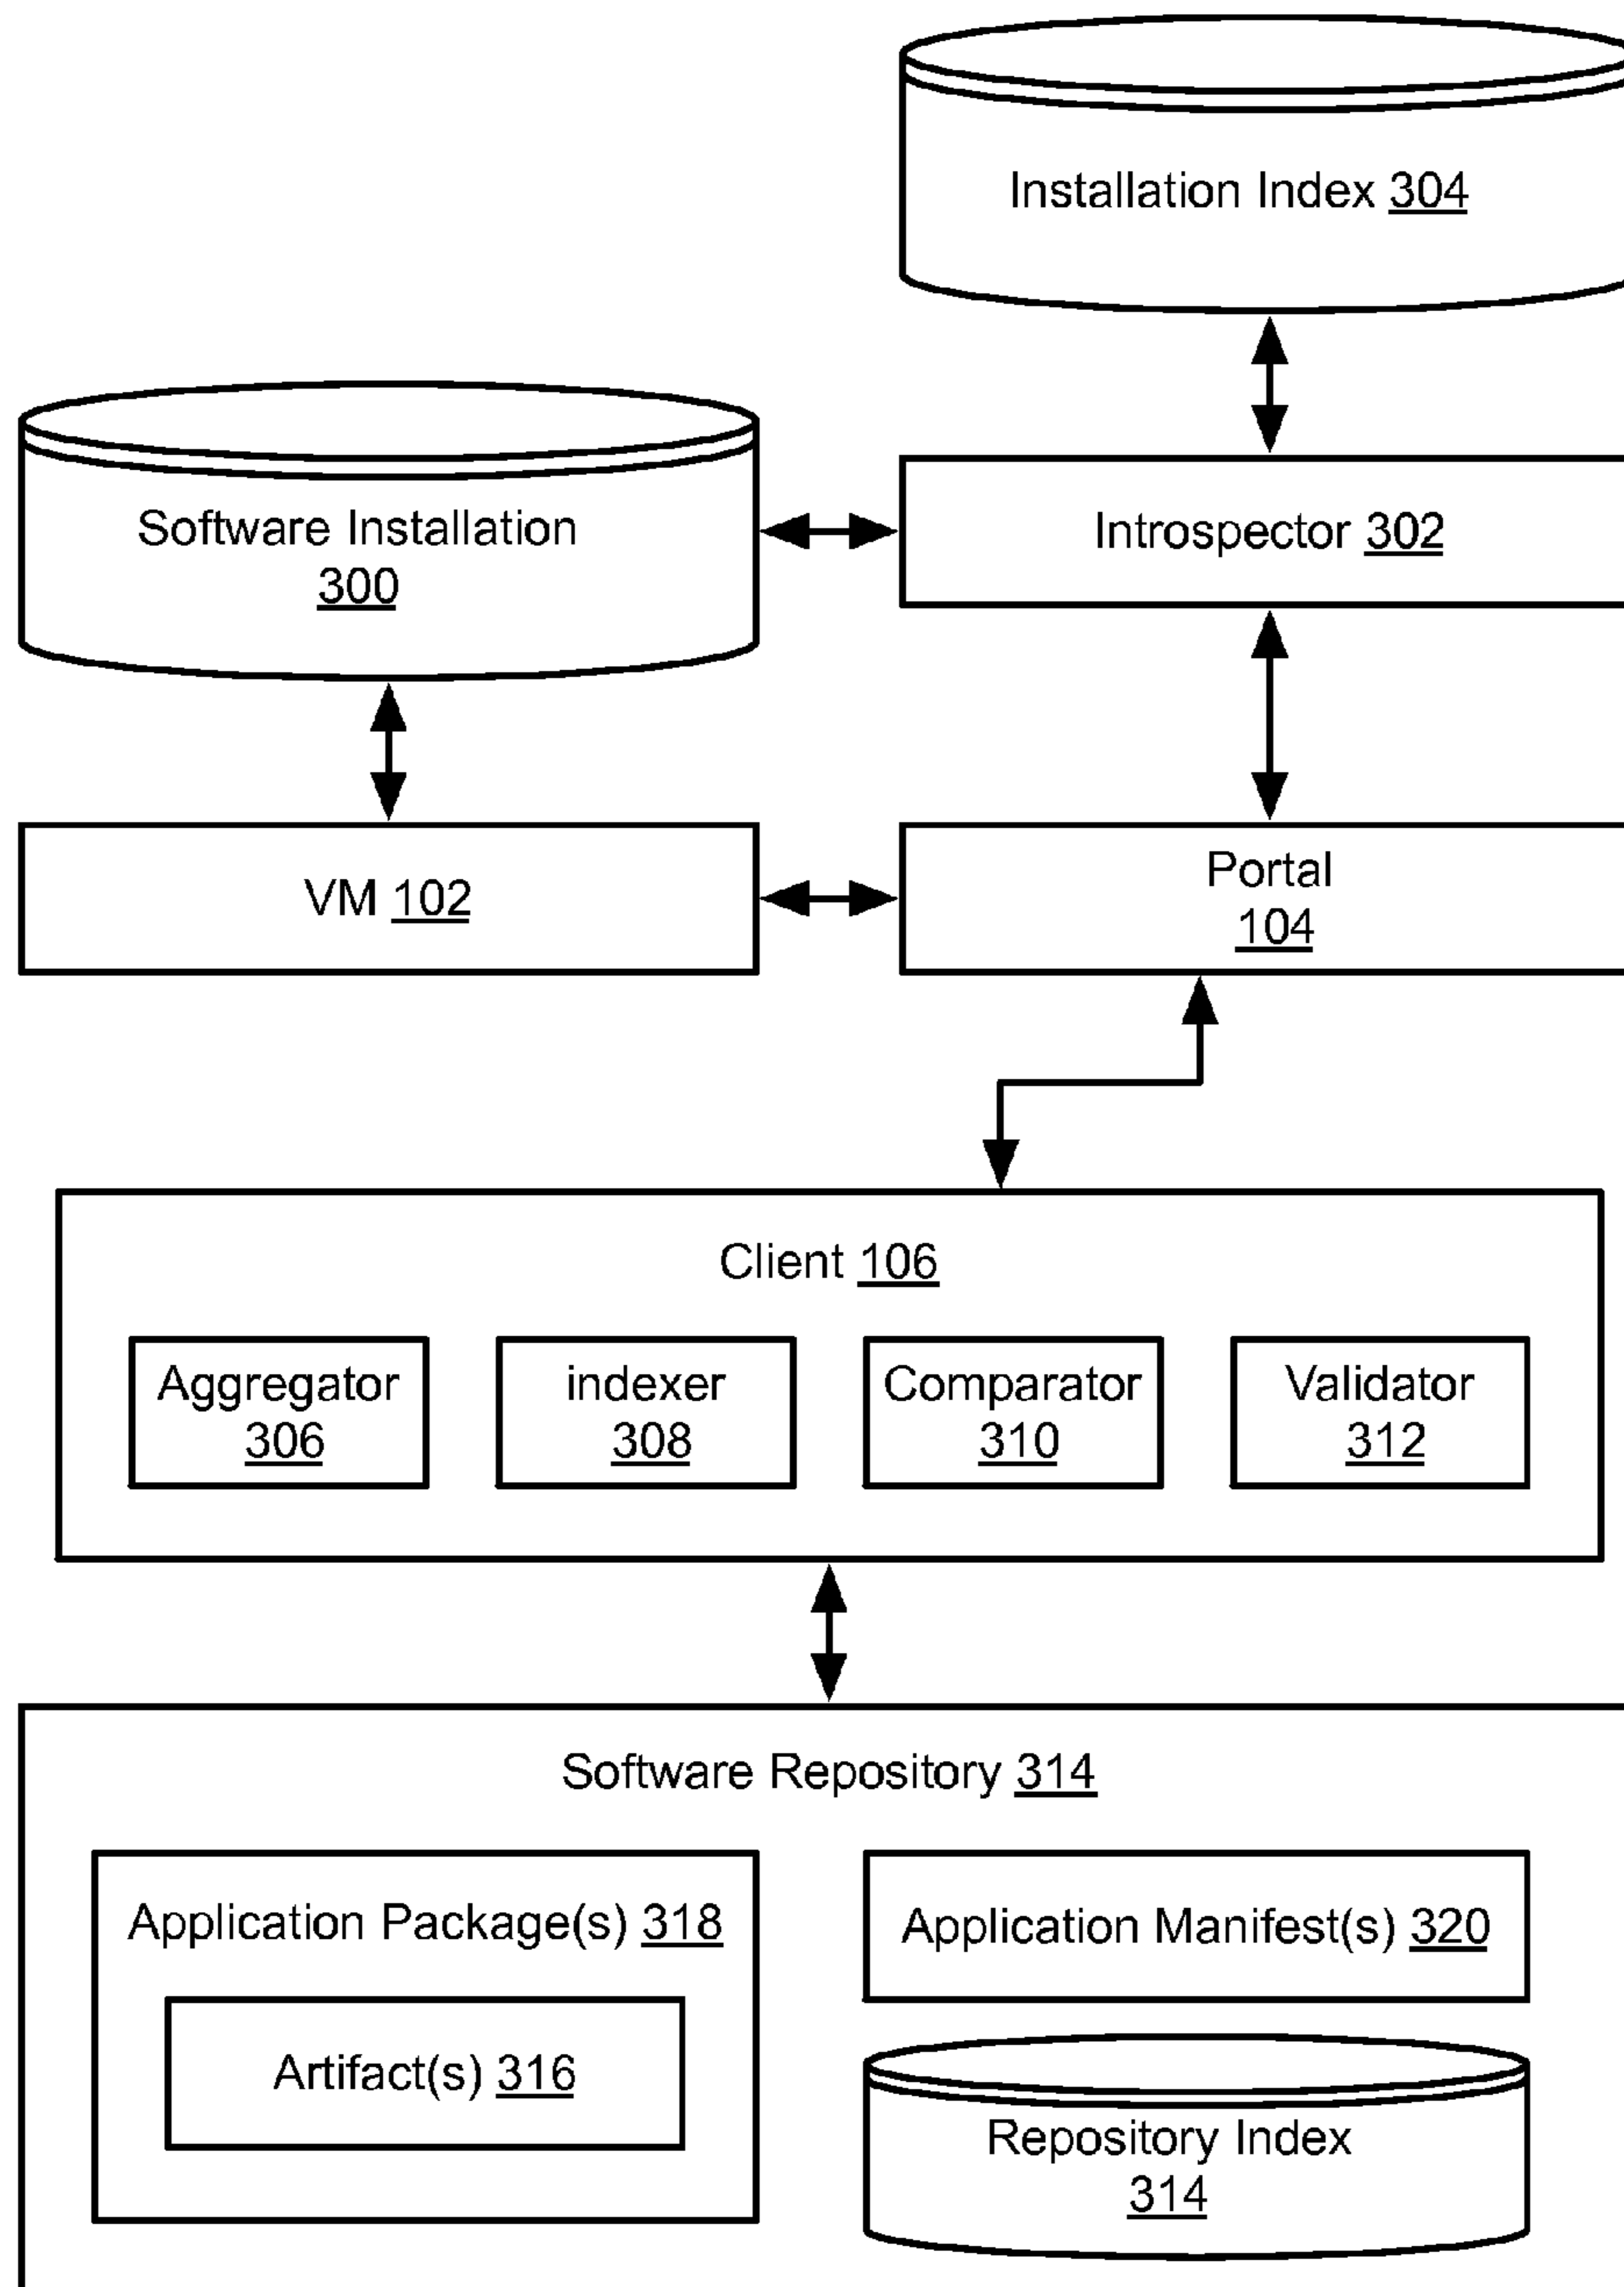 Installation Index 304
Software Installation
300
Introspector 302
VM 102
Portal
104
Client 106
Aggregator
306
indexer
308
Comparator
310
Validator
312
Software Repository 314
Application Package(s) 318
Artifact(s) 316
Application Manifest(s) 320
Repository Index
314